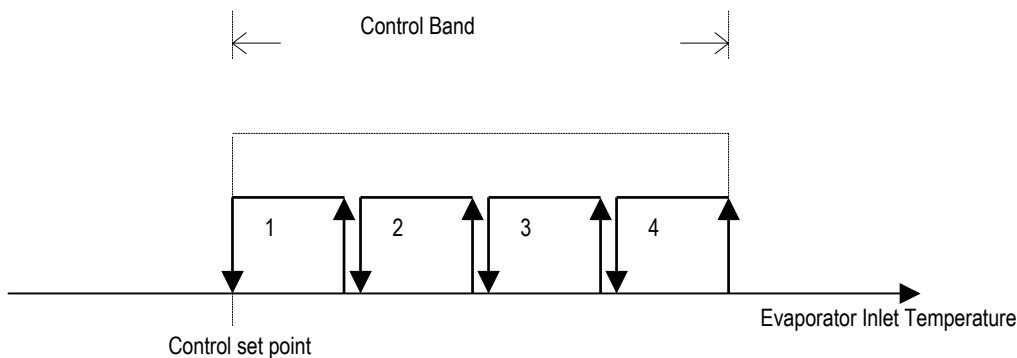 Control Band
1
2
3
4
Evaporator Inlet Temperature
Control set point